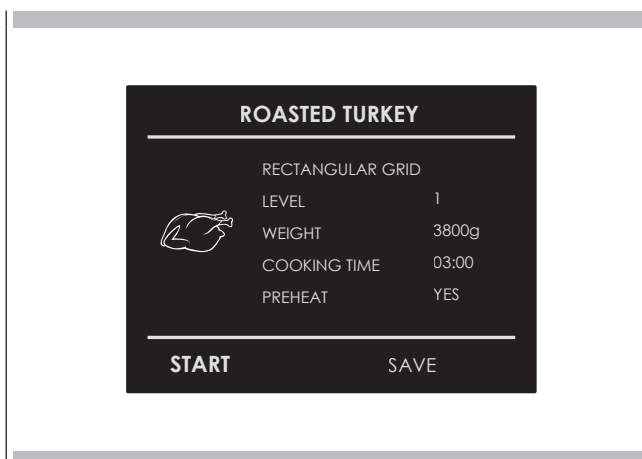 ROASTED TURKEY
RECTANGULAR GRID
LEVEL 1
WEIGHT 3800g
COOKING TIME 03:00
PREHEAT YES
START SAVE